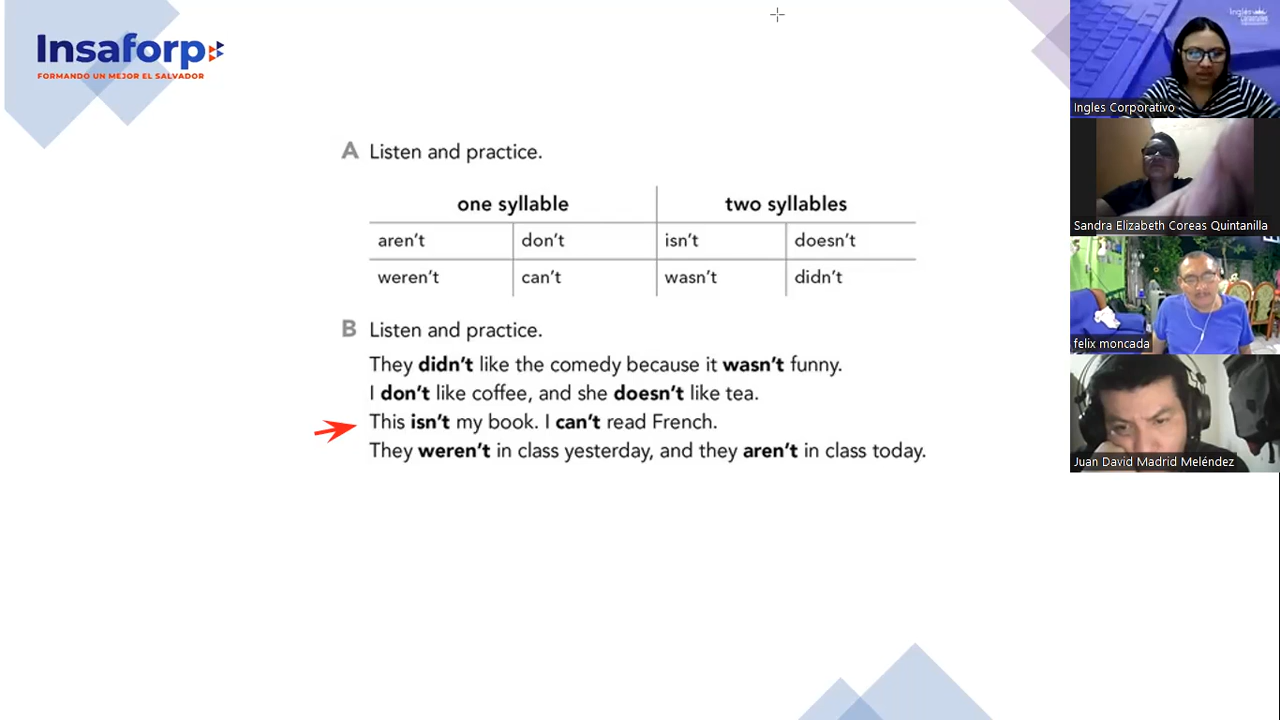 Insaforp
FORMANDO UN MEJOR EL SALVADOR
A Listen and practice.
one syllable two syllables
aren't don't isn't doesn't
weren't can't wasn't didn't
B Listen and practice.
They didn't like the comedy because it wasn't funny.
I don't like coffee, and she doesn't like tea.
This isn't my book. I can't read French.
They weren't in class yesterday, and they aren't in class today.
Ingles Corporativo
Sandra Elizabeth Coreas Quintanilla
felix moncada
Juan David Madrid Meléndez